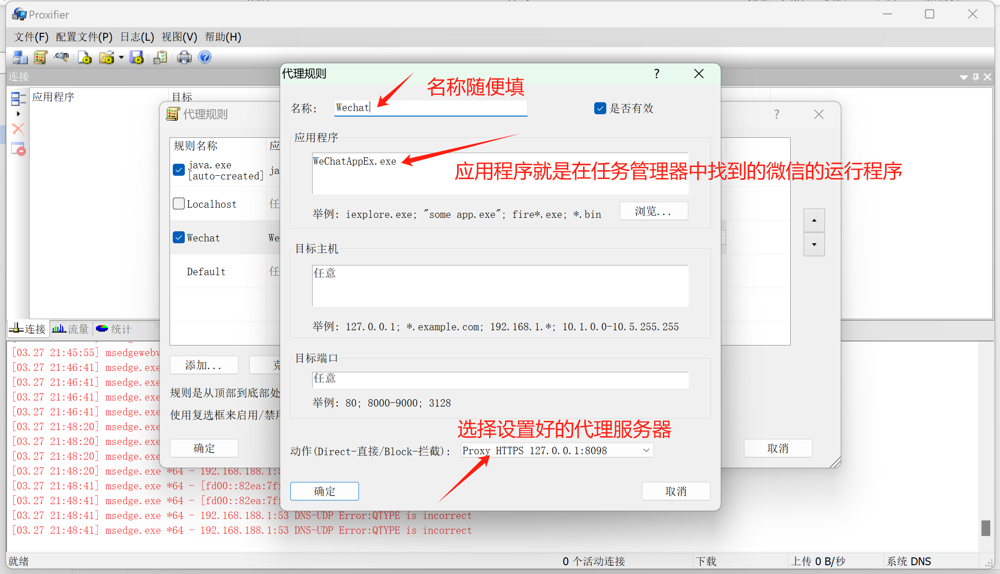 Proxifier
文件(F) 配置文件(P) 日志(L) 视图(V) 帮助(H)
连接
应用程序
目标
代理规则
规则名称
应
java.exe
[auto-created]
ja
Localhost
任
Wechat
We
Default
任
添加...
克
规则是从顶部到底部处
使用复选框来启用/禁用
确定
取消
代理规则
名称随便填
名称:
Wechat
是否有效
应用程序
WeChatAppEx.exe
应用程序就是在任务管理器中找到的微信的运行程序
举例: iexplore.exe; "some app.exe"; fire*.exe; *.bin
浏览...
目标主机
任意
举例: 127.0.0.1; *.example.com; 192.168.1.*; 10.1.0.0-10.5.255.255
目标端口
任意
举例: 80; 8000-9000; 3128
选择设置好的代理服务器
动作(Direct-直接/Block-拦截):
Proxy HTTPS 127.0.0.1:8098
确定
取消
连接
流量
统计
[03.27 21:45:55] msedgewebv
[03.27 21:46:41] msedge.exe
[03.27 21:46:41] msedge.exe
[03.27 21:46:41] msedge.exe
[03.27 21:46:41] msedge.exe
[03.27 21:48:20] msedge.exe
[03.27 21:48:20] msedge.exe
[03.27 21:48:20] msedge.exe
[03.27 21:48:20] msedge.exe *64 - 192.168.188.1:5
[03.27 21:48:41] msedge.exe *64 - [fd00::82ea:7ff
[03.27 21:48:41] msedge.exe *64 - [fd00::82ea:7ff
[03.27 21:48:41] msedge.exe *64 - 192.168.188.1:53 DNS-UDP Error:QTYPE is incorrect
[03.27 21:48:41] msedge.exe *64 - 192.168.188.1:53 DNS-UDP Error:QTYPE is incorrect
就绪
0 个活动连接
下载
上传 0 B/秒
系统 DNS